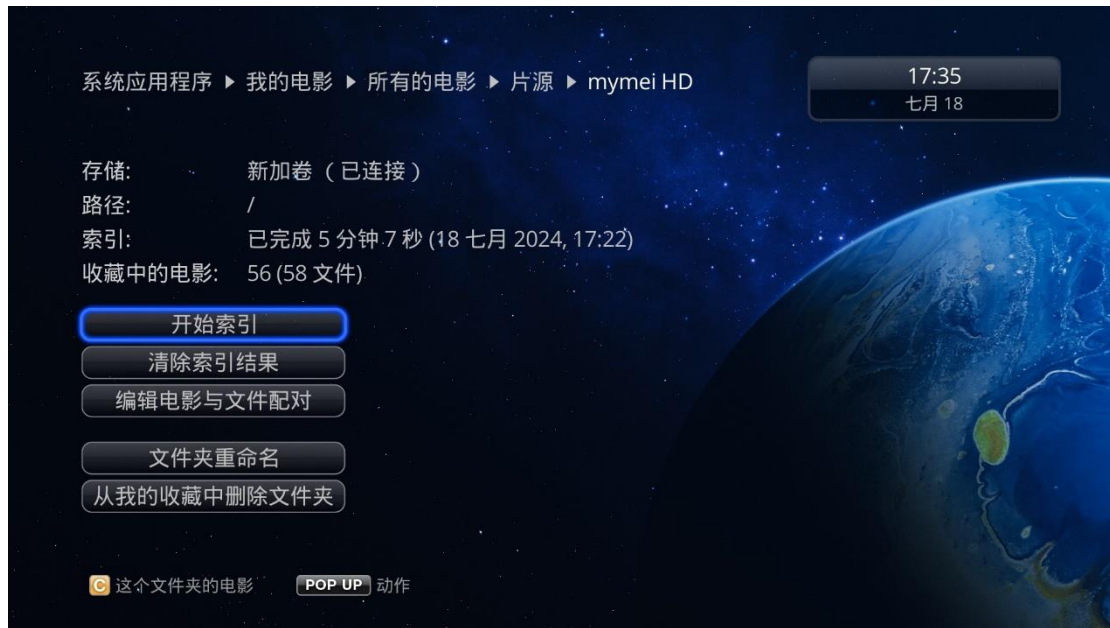 系统应用程序 ▶ 我的电影 ▶ 所有的电影 ▶ 片源 ▶ mymei HD
17:35
七月 18
存储: 新加卷 （已连接）
路径: /
索引: 已完成 5 分钟 7 秒 (18 七月 2024, 17:22)
收藏中的电影: 56 (58 文件)
开始索引
清除索引结果
编辑电影与文件配对
文件夹重命名
从我的收藏中删除文件夹
C 这个文件夹的电影 POP UP 动作